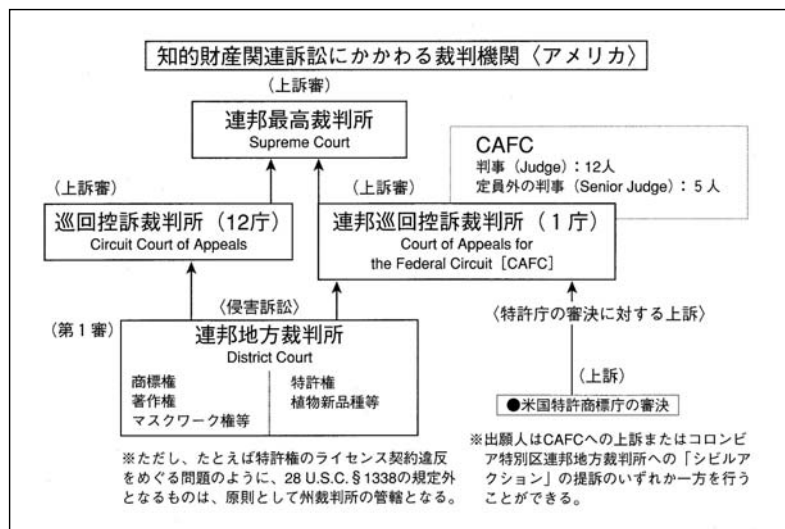 知的財産関連訴訟にかかわる裁判機関〈アメリカ〉
（上訴審）
連邦最高裁判所
Supreme Court
CAFC
判事（Judge）：12人
定員外の判事（Senior Judge）：5人
（上訴審）
巡回控訴裁判所（12庁）
Circuit Court of Appeals
（上訴審）
連邦巡回控訴裁判所（1庁）
Court of Appeals for
the Federal Circuit［CAFC］
〈侵害訴訟〉
（第1審）
連邦地方裁判所
District Court
商標権
著作権
マスクワーク権等
特許権
植物新品種等
〈特許庁の審決に対する上訴〉
（上訴）
●米国特許商標庁の審決
※ただし、たとえば特許権のライセンス契約違反
をめぐる問題のように、28 U.S.C.§1338の規定外
となるものは、原則として州裁判所の管轄となる。
※出願人はCAFCへの上訴またはコロンビ
ア特別区連邦地方裁判所への「シビルア
クション」の提訴のいずれか一方を行う
ことができる。